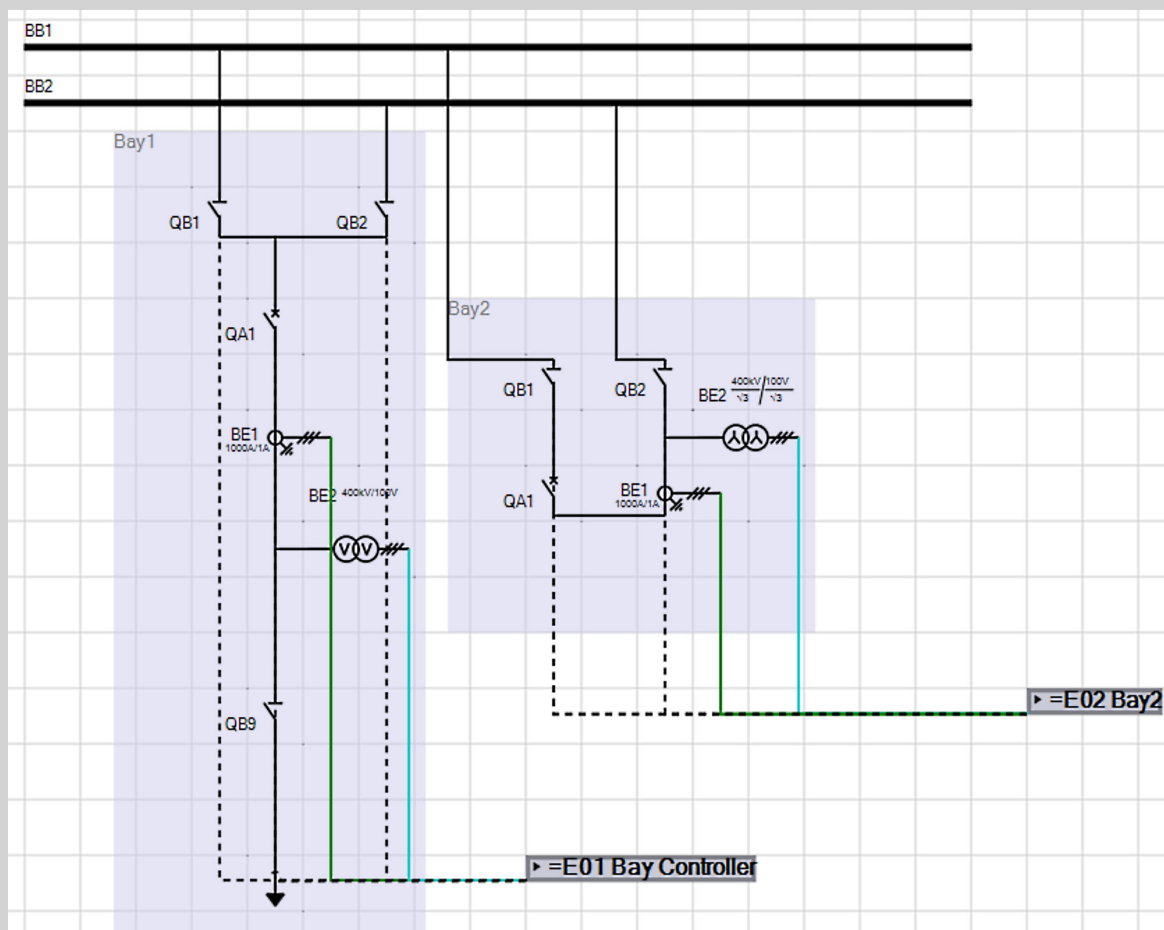 BB1
BB2
Bay1
QB1
QB2
QA1
BE1
1000A/1A
BE2 400kV/100V
V V
QB9
Bay2
QB1
QB2
BE2 400kV/√3 / 100V/√3
QA1
BE1
1000A/1A
=E02 Bay2
=E01 Bay Controller